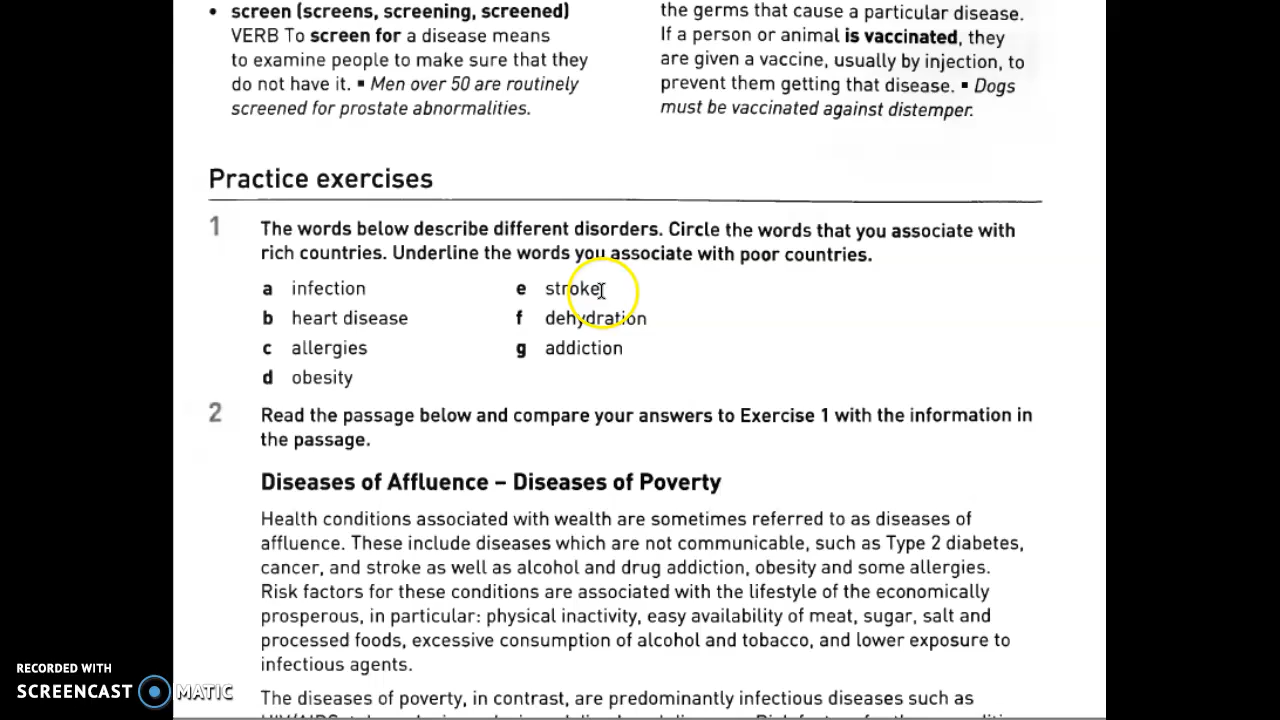 • screen (screens, screening, screened)
VERB To screen for a disease means
to examine people to make sure that they
do not have it. ▪ Men over 50 are routinely
screened for prostate abnormalities.
the germs that cause a particular disease.
If a person or animal is vaccinated, they
are given a vaccine, usually by injection, to
prevent them getting that disease. ▪ Dogs
must be vaccinated against distemper.
Practice exercises
1 The words below describe different disorders. Circle the words that you associate with
rich countries. Underline the words you associate with poor countries.
a infection
b heart disease
c allergies
d obesity
e stroke
f dehydration
g addiction
2 Read the passage below and compare your answers to Exercise 1 with the information in
the passage.
Diseases of Affluence – Diseases of Poverty
Health conditions associated with wealth are sometimes referred to as diseases of
affluence. These include diseases which are not communicable, such as Type 2 diabetes,
cancer, and stroke as well as alcohol and drug addiction, obesity and some allergies.
Risk factors for these conditions are associated with the lifestyle of the economically
prosperous, in particular: physical inactivity, easy availability of meat, sugar, salt and
processed foods, excessive consumption of alcohol and tobacco, and lower exposure to
infectious agents.
The diseases of poverty, in contrast, are predominantly infectious diseases such as
RECORDED WITH
SCREENCAST MATIC